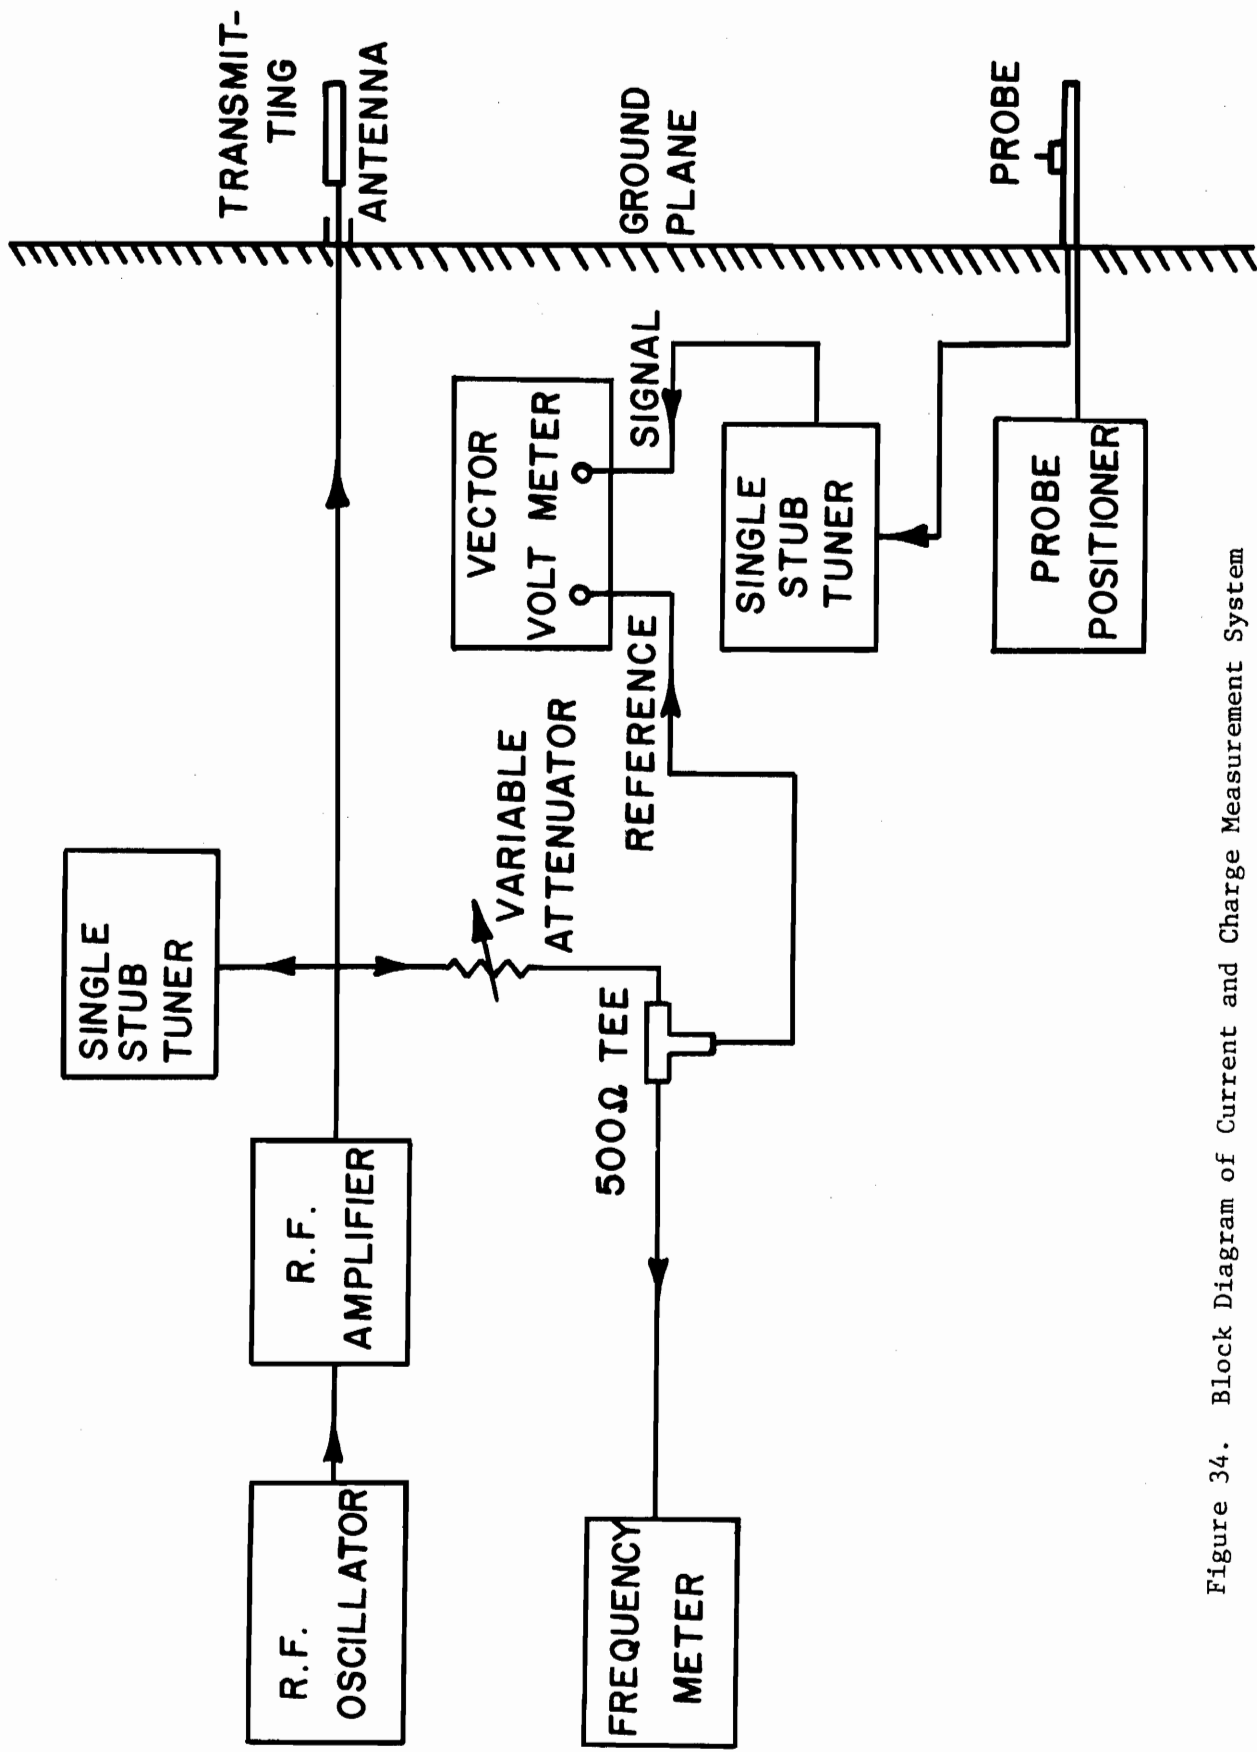 TRANSMIT-
TING
ANTENNA
SINGLE
STUB
TUNER
R.F.
OSCILLATOR
R.F.
AMPLIFIER
VARIABLE
ATTENUATOR
VECTOR
VOLT METER
GROUND
PLANE
500Ω TEE
REFERENCE
SIGNAL
FREQUENCY
METER
SINGLE
STUB
TUNER
PROBE
PROBE
POSITIONER
Figure 34. Block Diagram of Current and Charge Measurement System